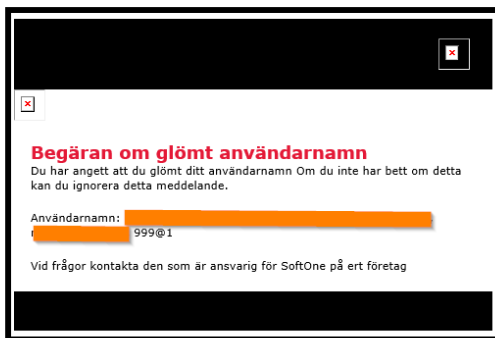 Begäran om glömt användarnamn
Du har angett att du glömt ditt användarnamn Om du inte har bett om detta
kan du ignorera detta meddelande.
Användarnamn:
999@1
Vid frågor kontakta den som är ansvarig för SoftOne på ert företag